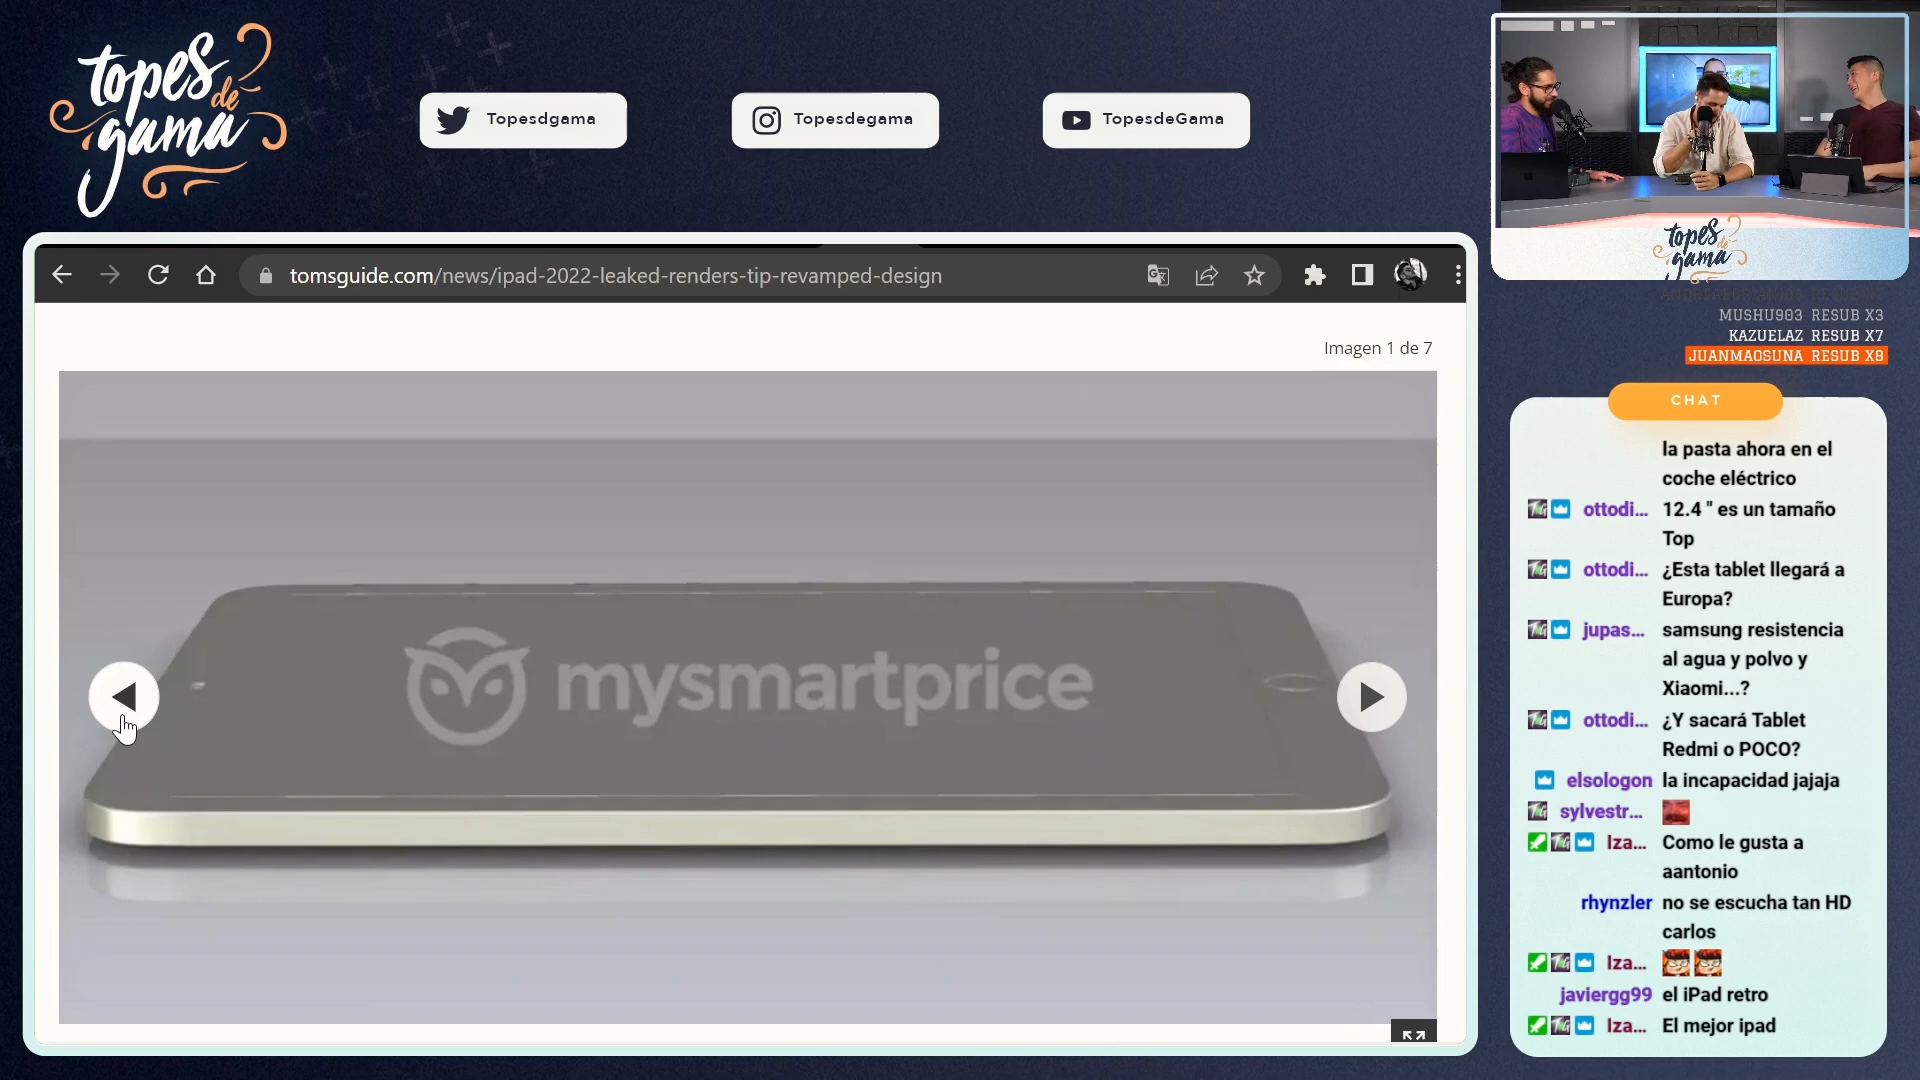 topes
de
gama
Topesdgama
Topesdegama
TopesdeGama
topes
de
gama
tomsguide.com/news/ipad-2022-leaked-renders-tip-revamped-design
MUSHU903 RESUB X3
KAZUELAZ RESUB X7
JUANMAOSUNA RESUB X8
Imagen 1 de 7
mysmartprice
CHAT
la pasta ahora en el
coche eléctrico
ottodi... 12.4 " es un tamaño
Top
ottodi... ¿Esta tablet llegará a
Europa?
jupas... samsung resistencia
al agua y polvo y
Xiaomi...?
ottodi... ¿Y sacará Tablet
Redmi o POCO?
elsologon la incapacidad jajaja
sylvestr...
Iza... Como le gusta a
aantonio
rhynzler no se escucha tan HD
carlos
Iza...
javiergg99 el iPad retro
Iza... El mejor ipad